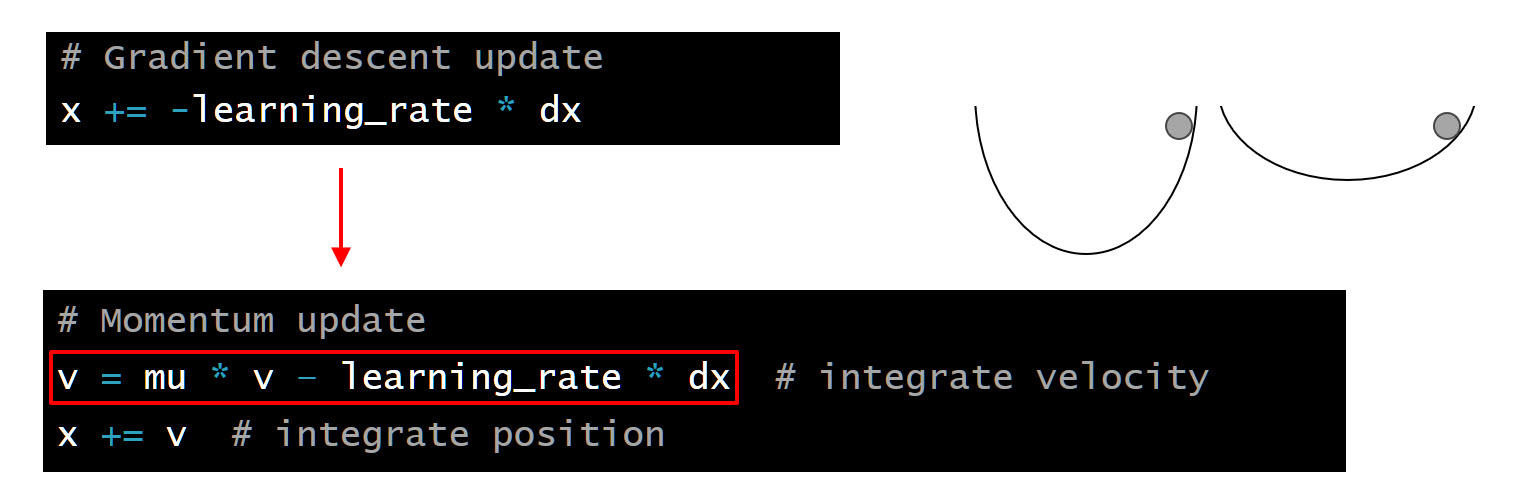 # Gradient descent update
x += -learning_rate * dx
# Momentum update
v = mu * v - learning_rate * dx # integrate velocity
x += v # integrate position